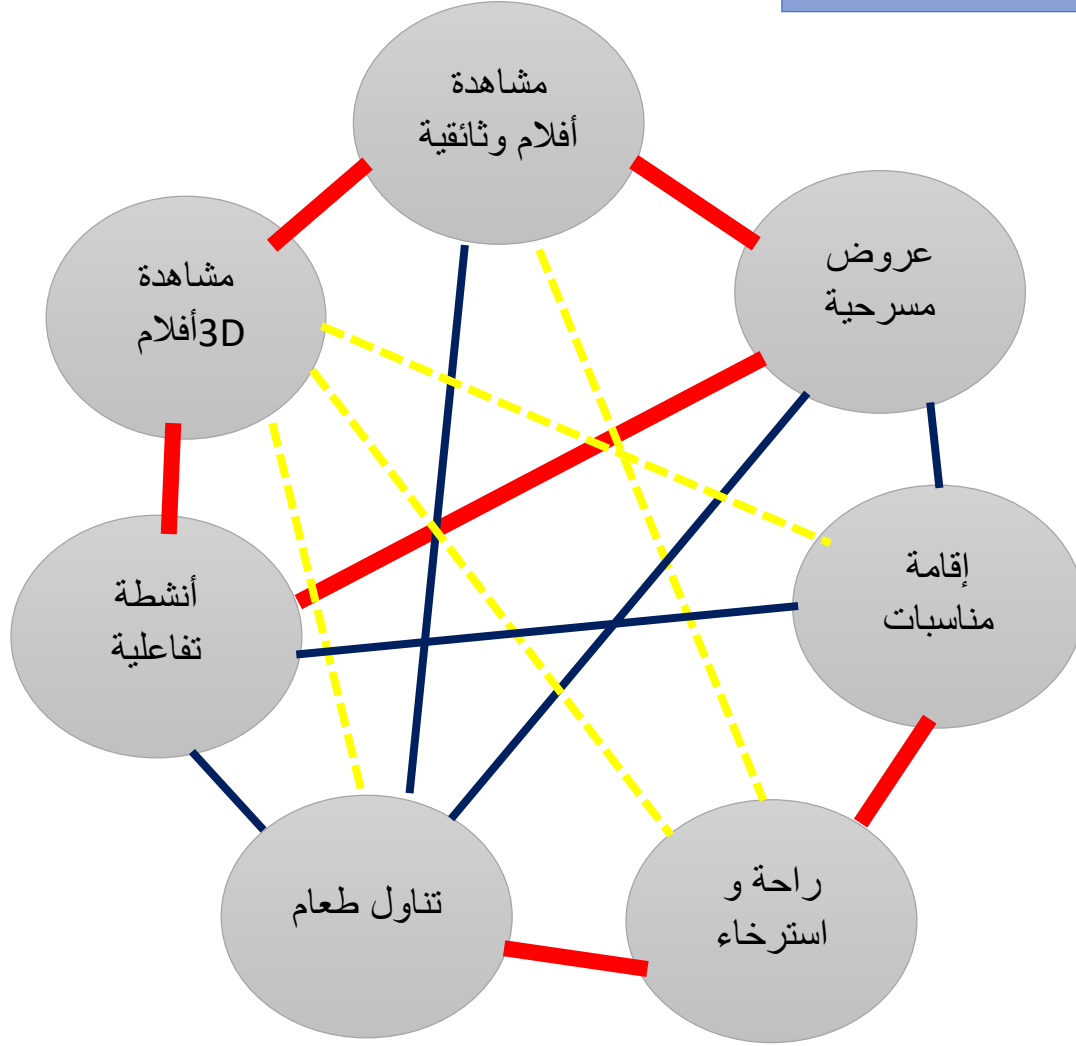 مشاهدة
أفلام وثائقية
عروض
مسرحية
مشاهدة
3Dأفلام
إقامة
مناسبات
أنشطة
تفاعلية
راحة و
استرخاء
تناول طعام